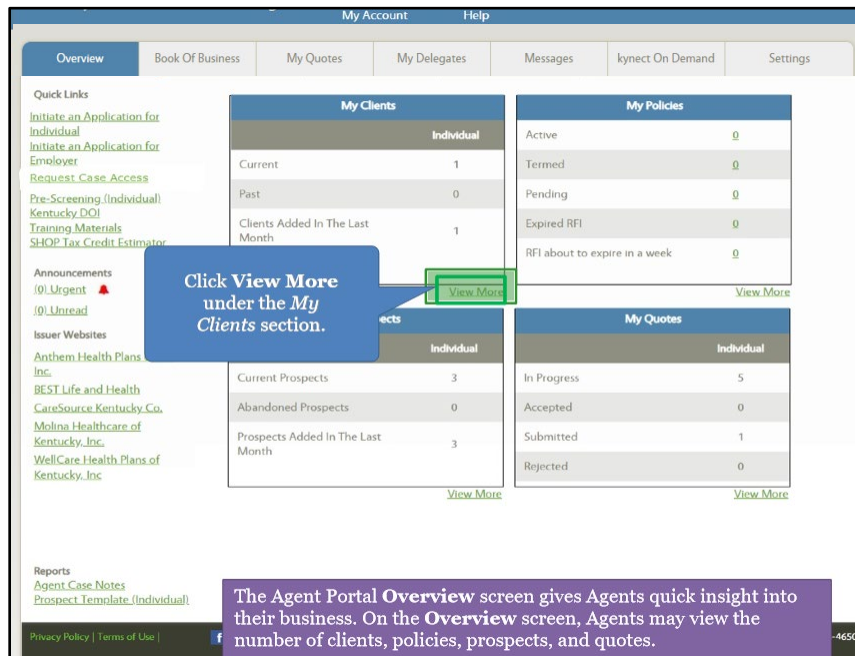 My Account Help
Overview Book Of Business My Quotes My Delegates Messages kynect On Demand Settings
Quick Links
Initiate an Application for
Individual
Initiate an Application for
Employer
Request Case Access
Pre-Screening (Individual)
Kentucky DOI
Training Materials
SHOP Tax Credit Estimator
Announcements
(0) Urgent
(0) Unread
Issuer Websites
Anthem Health Plans
Inc.
BEST Life and Health
CareSource Kentucky Co.
Molina Healthcare of
Kentucky, Inc.
WellCare Health Plans of
Kentucky, Inc
Reports
Agent Case Notes
Prospect Template (Individual)
My Clients
Individual
Current 1
Past 0
Clients Added In The Last
Month 1
View More
Click View More
under the My
Clients section.
My Policies
Active 0
Termed 0
Pending 0
Expired RFI 0
RFI about to expire in a week 0
View More
ects
Individual
Current Prospects 3
Abandoned Prospects 0
Prospects Added In The Last
Month 3
View More
My Quotes
Individual
In Progress 5
Accepted 0
Submitted 1
Rejected 0
View More
The Agent Portal Overview screen gives Agents quick insight into
their business. On the Overview screen, Agents may view the
number of clients, policies, prospects, and quotes.
Privacy Policy | Terms of Use | f
-4650